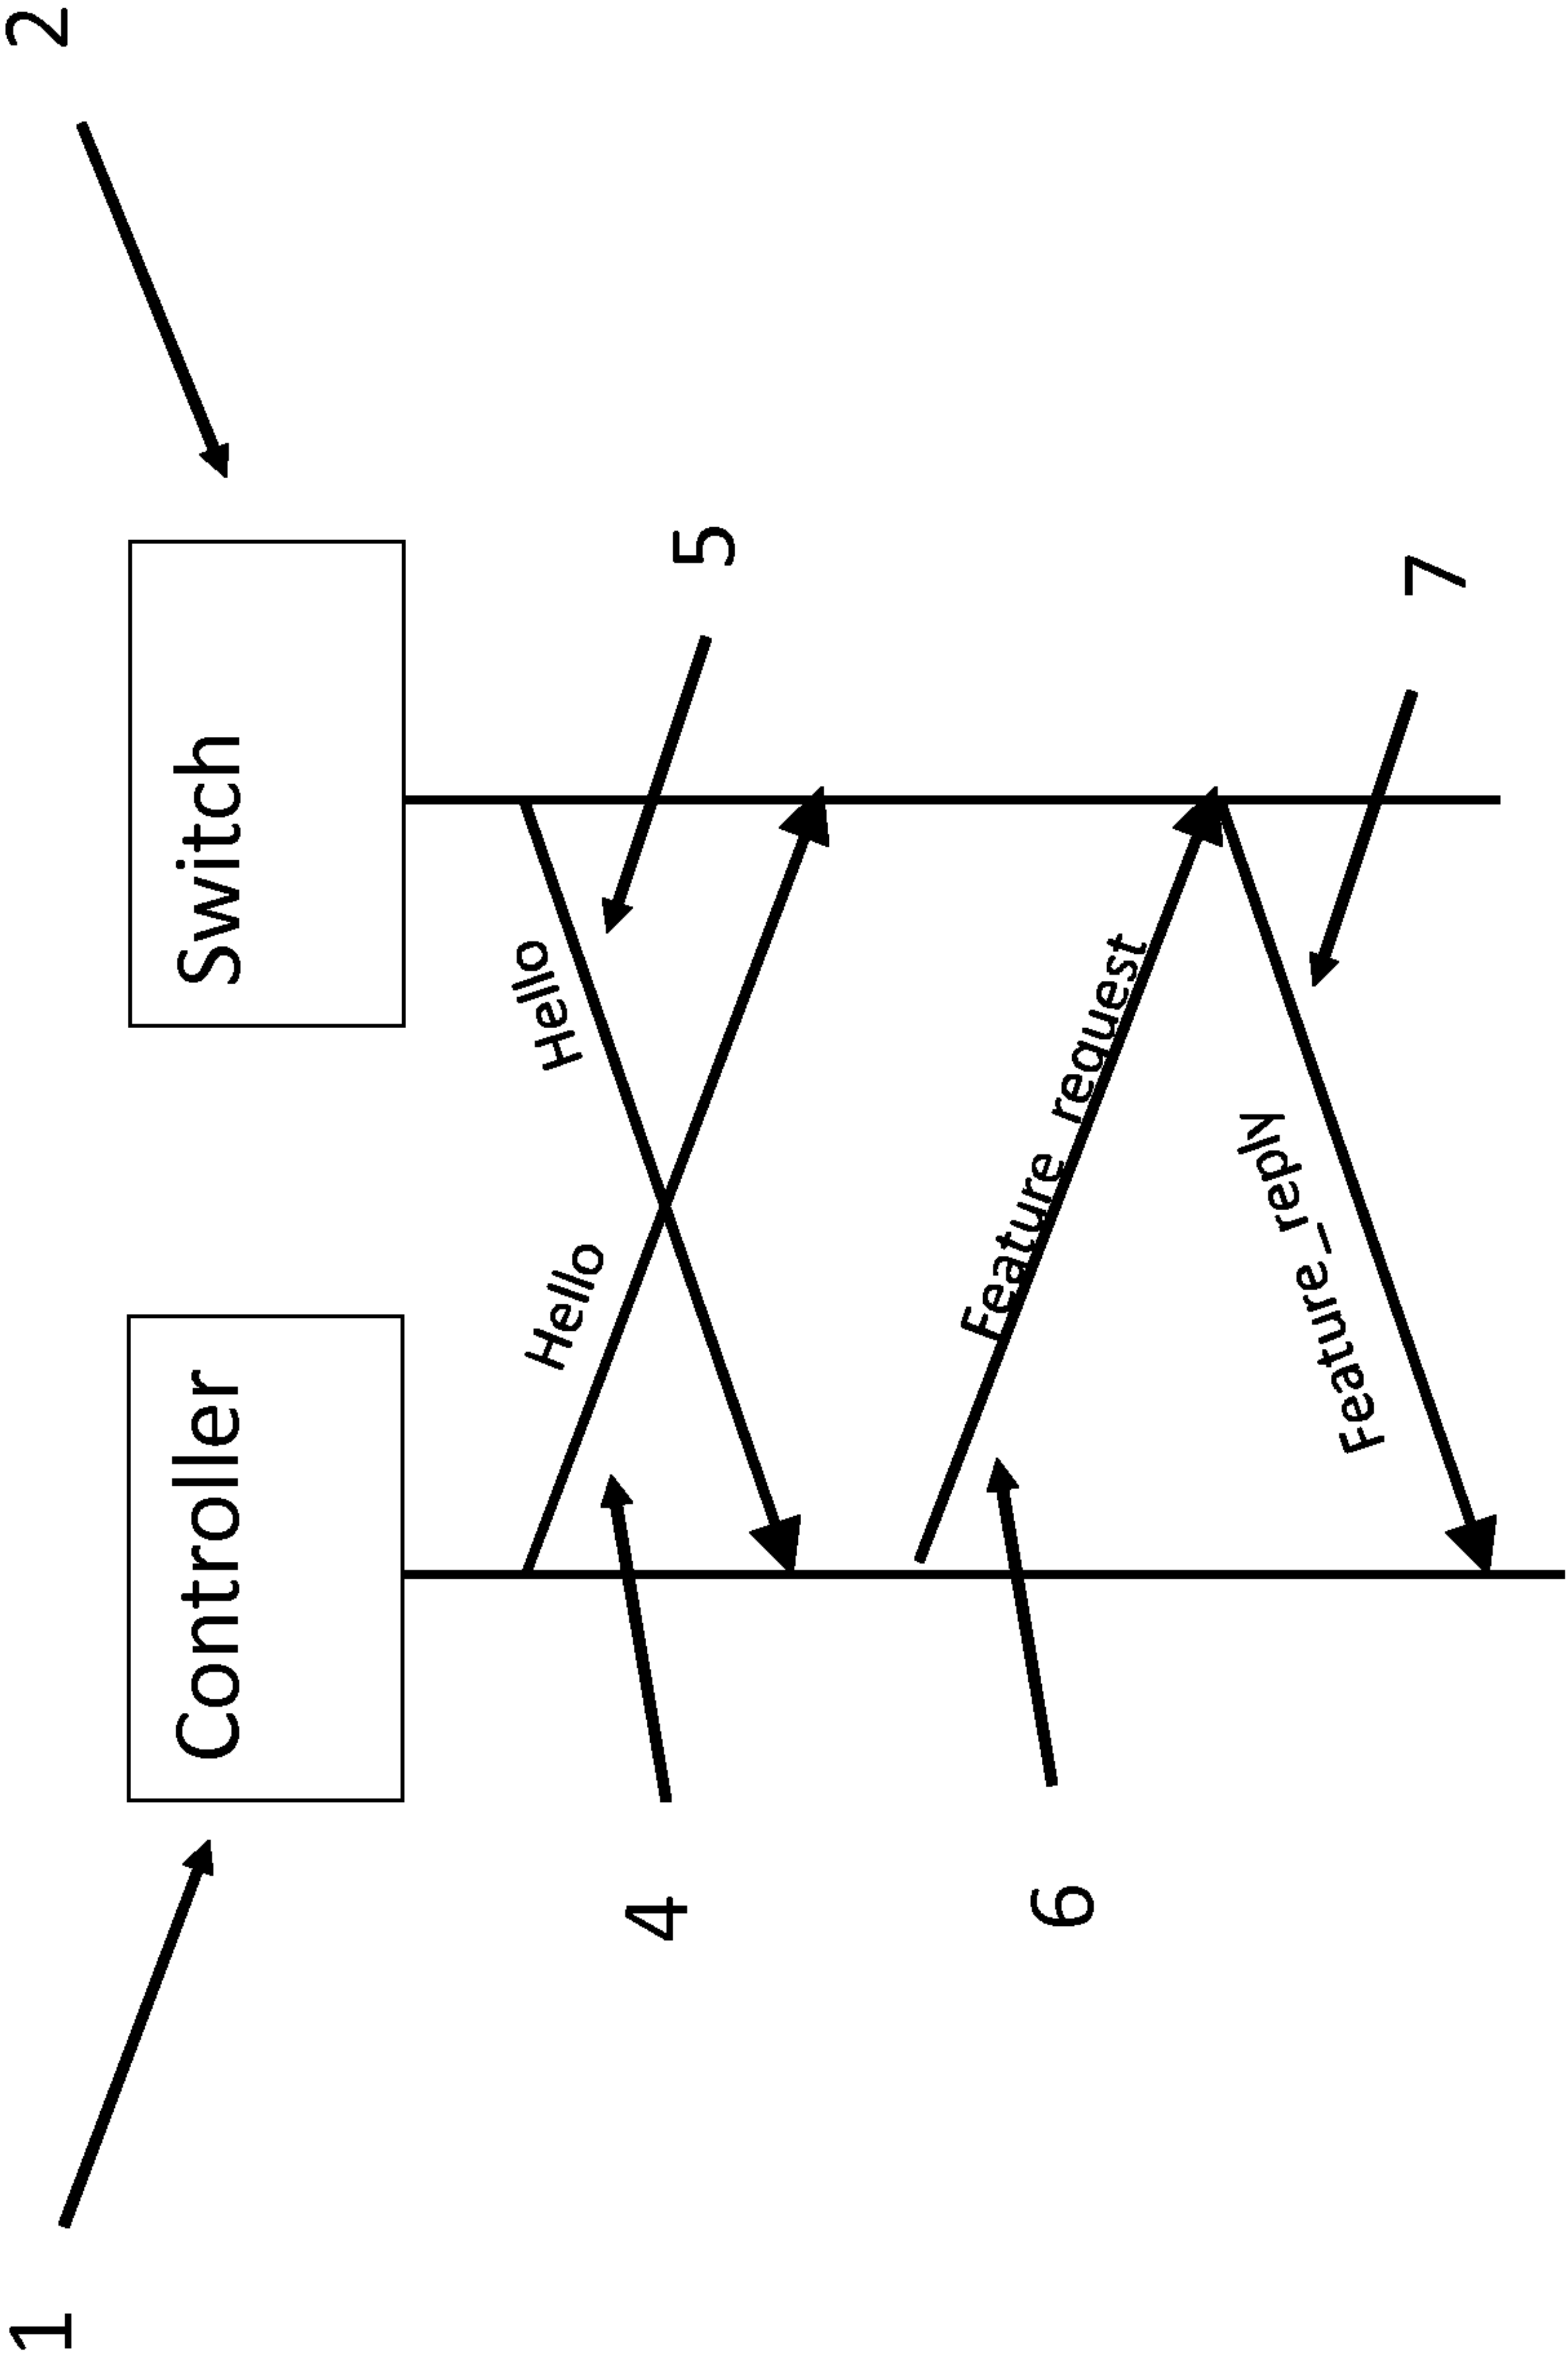 1
2
Controller
Switch
Hello
Hello
4
5
Feature_request
6
Feature_reply
7